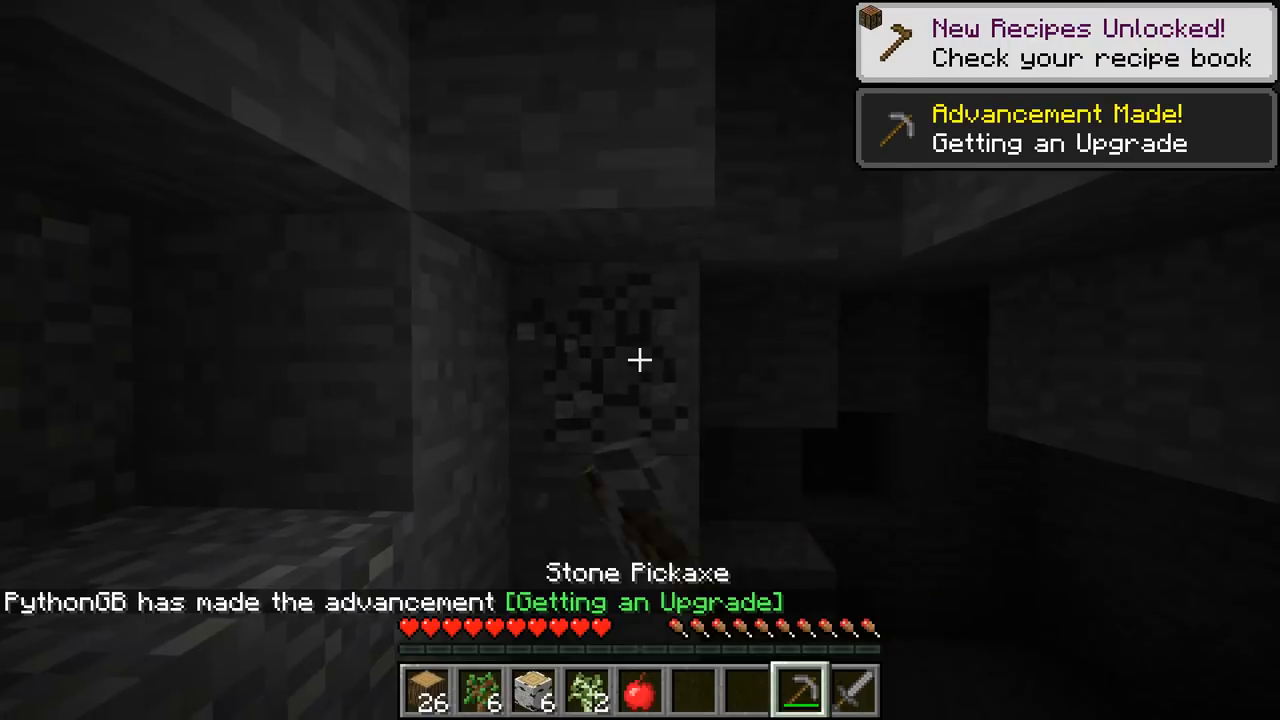 New Recipes Unlocked!
Check your recipe book
Advancement Made!
Getting an Upgrade
Stone Pickaxe
PythonGB has made the advancement [Getting an Upgrade]
26 6 6 2